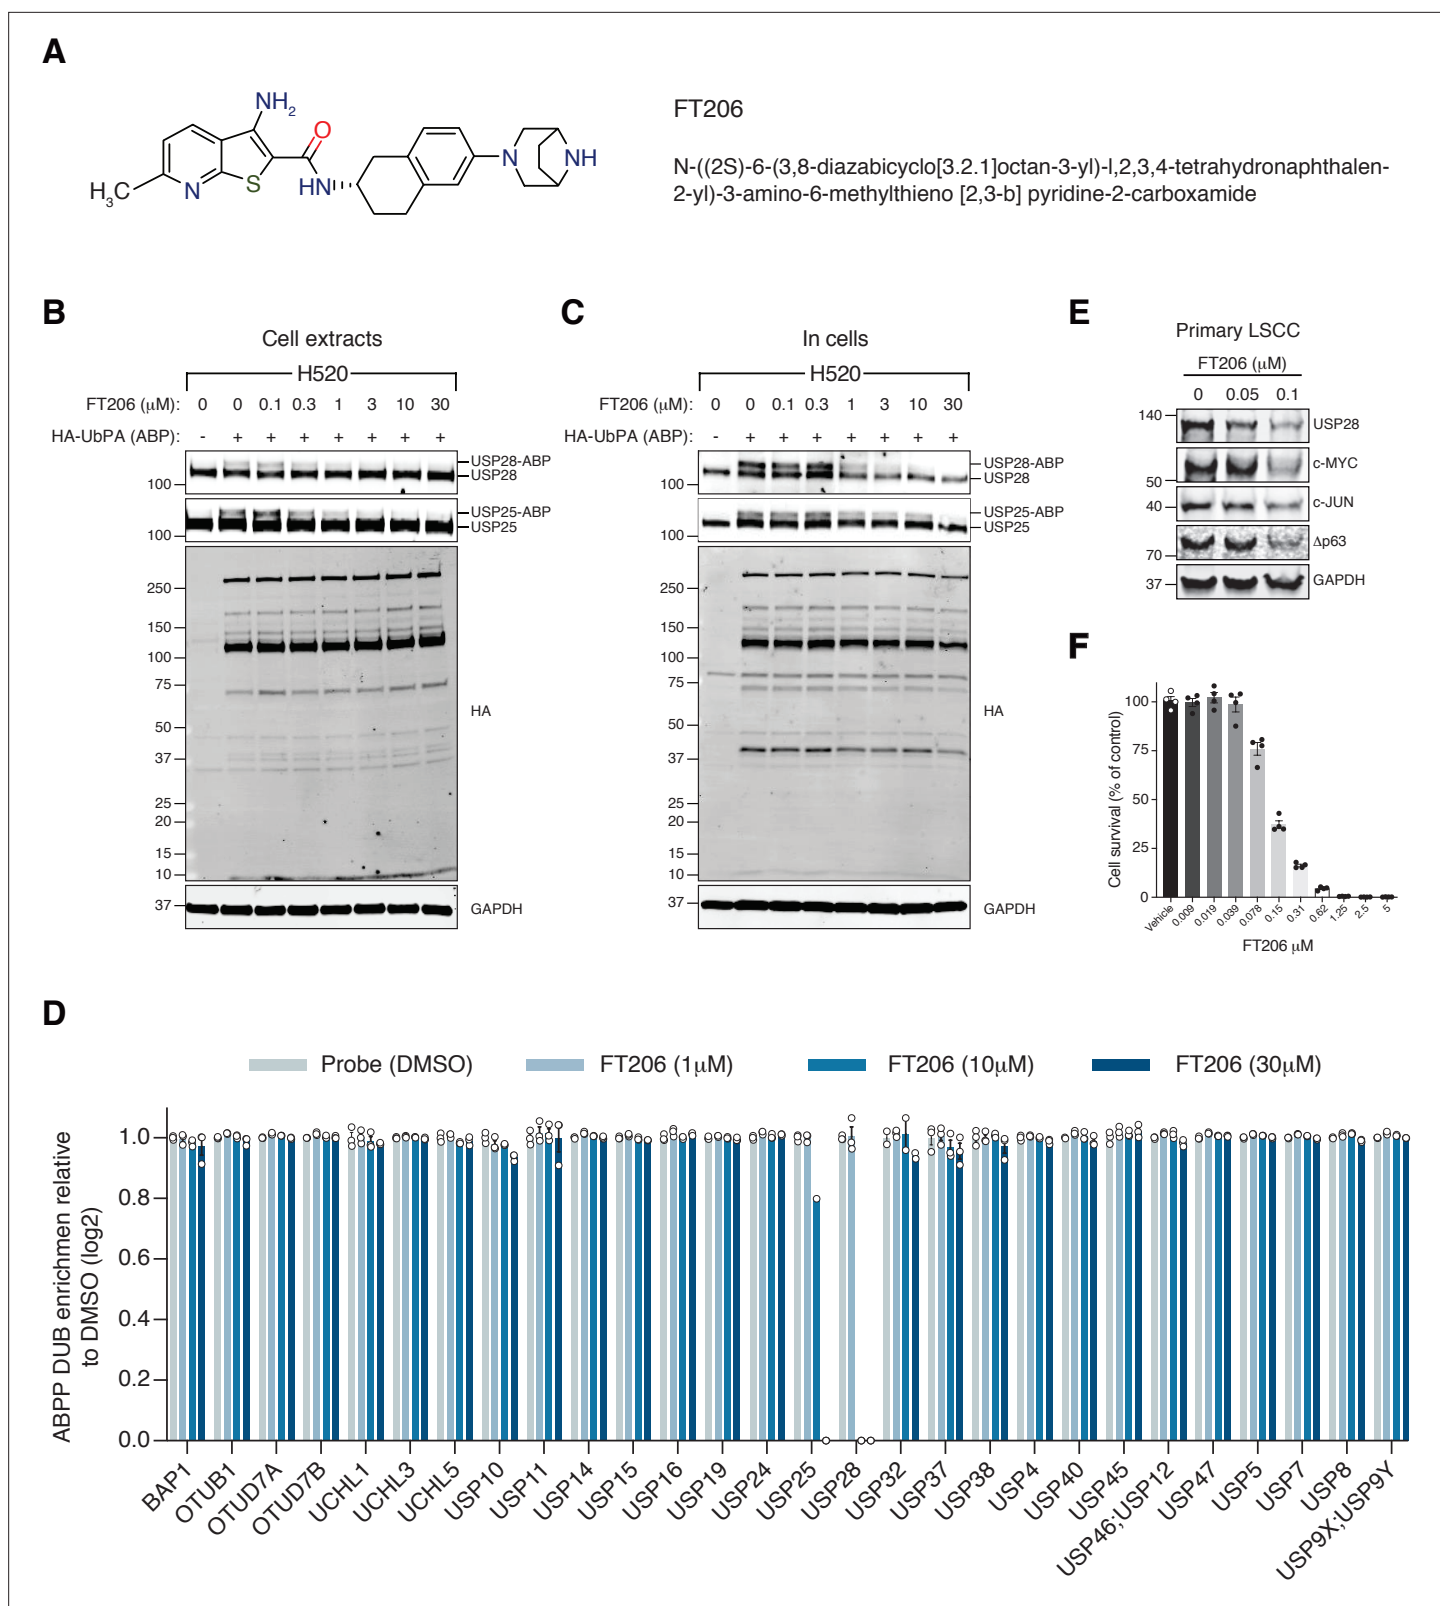 A
NH2
O
H3C
N
S
HN
N
NH
FT206
N-((2S)-6-(3,8-diazabicyclo[3.2.1]octan-3-yl)-l,2,3,4-tetrahydronaphthalen-
2-yl)-3-amino-6-methylthieno [2,3-b] pyridine-2-carboxamide
B
Cell extracts
H520
FT206 (µM): 0 0 0.1 0.3 1 3 10 30
HA-UbPA (ABP): - + + + + + + +
USP28-ABP
USP28
100
USP25-ABP
USP25
100
250
150
100
75
50
37
25
20
15
10
HA
37
GAPDH
C
In cells
H520
FT206 (µM): 0 0 0.1 0.3 1 3 10 30
HA-UbPA (ABP): - + + + + + + +
USP28-ABP
USP28
100
USP25-ABP
USP25
100
250
150
100
75
50
37
25
20
15
10
HA
37
GAPDH
E
Primary LSCC
FT206 (µM)
0 0.05 0.1
140
USP28
c-MYC
50
c-JUN
40
Δp63
70
GAPDH
37
F
Cell survival (% of control)
100
75
50
25
0
Vehicle 0.009 0.019 0.039 0.078 0.15 0.31 0.62 1.25 2.5 5
FT206 µM
D
Probe (DMSO) FT206 (1µM) FT206 (10µM) FT206 (30µM)
ABPP DUB enrichmen relative
to DMSO (log2)
1.0
0.8
0.6
0.4
0.2
0.0
BAP1 OTUB1 OTUD7A OTUD7B UCHL1 UCHL3 UCHL5 USP10 USP11 USP14 USP15 USP16 USP19 USP24 USP25 USP28 USP32 USP37 USP38 USP4 USP40 USP45 USP46;USP12 USP47 USP5 USP7 USP8 USP9X;USP9Y